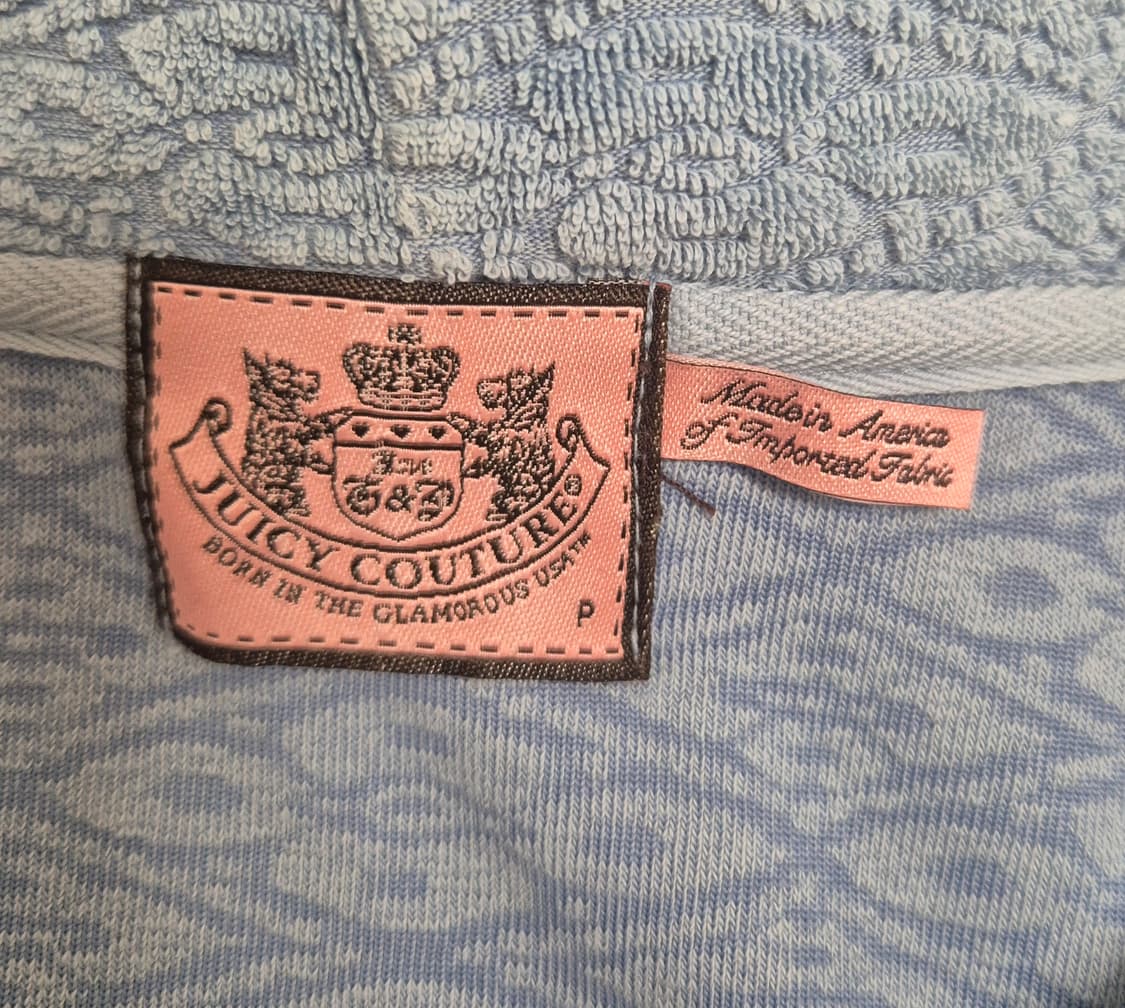 G&P
JUICY COUTURE®
BORN IN THE GLAMOROUS USA™
P
Made in America
of Imported Fabric